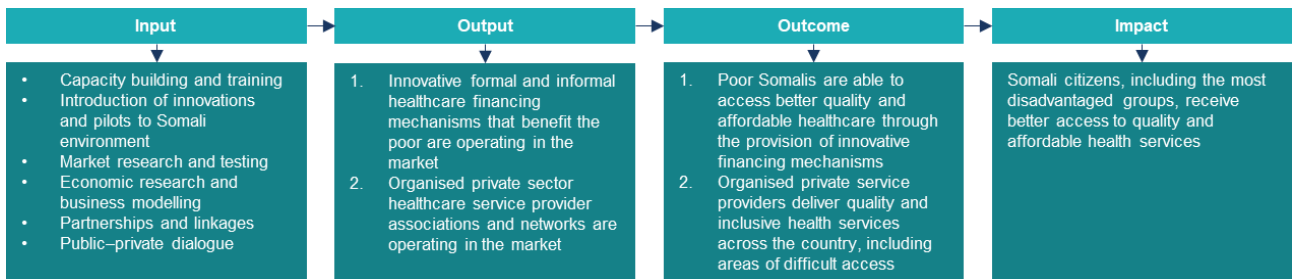 Input
Output
Outcome
Impact
• Capacity building and training
• Introduction of innovations
and pilots to Somali
environment
• Market research and testing
• Economic research and
business modelling
• Partnerships and linkages
• Public–private dialogue
1. Innovative formal and informal
healthcare financing
mechanisms that benefit the
poor are operating in the
market
2. Organised private sector
healthcare service provider
associations and networks are
operating in the market
1. Poor Somalis are able to
access better quality and
affordable healthcare through
the provision of innovative
financing mechanisms
2. Organised private service
providers deliver quality and
inclusive health services
across the country, including
areas of difficult access
Somali citizens, including the most
disadvantaged groups, receive
better access to quality and
affordable health services